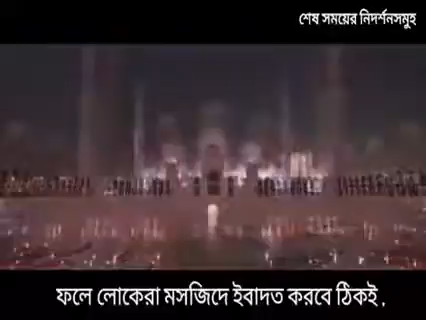 শেষ সময়ের নিদর্শনসমুহ
ফলে লোকেরা মসজিদে ইবাদত করবে ঠিকই.